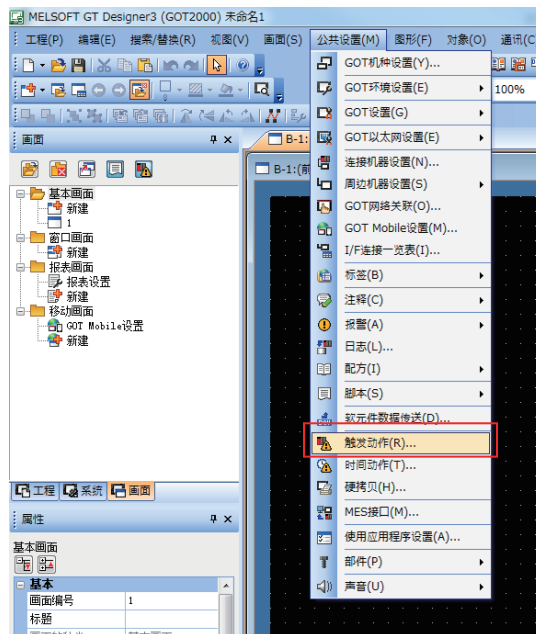 MELSOFT GT Designer3 (GOT2000) 未命名1
工程(P) 编辑(E) 搜索/替换(R) 视图(V) 画面(S) 公共设置(M) 图形(F) 对象(O) 通讯(C
100%
画面
B-1:
B-1:(前
基本画面
新建
1
窗口画面
新建
报表画面
报表设置
新建
移动画面
GOT Mobile设置
新建
工程 系统 画面
属性
基本画面
基本
画面编号 1
标题
GOT机种设置(Y)...
GOT环境设置(E)
GOT设置(G)
GOT以太网设置(E)
连接机器设置(N)...
周边机器设置(S)
GOT网络关联(O)...
GOT Mobile设置(M)...
I/F连接一览表(I)...
标签(B)
注释(C)
报警(A)
日志(L)...
配方(I)
脚本(S)
软元件数据传送(D)...
触发动作(R)...
时间动作(T)...
硬拷贝(H)...
MES接口(M)...
使用应用程序设置(A)...
部件(P)
声音(U)